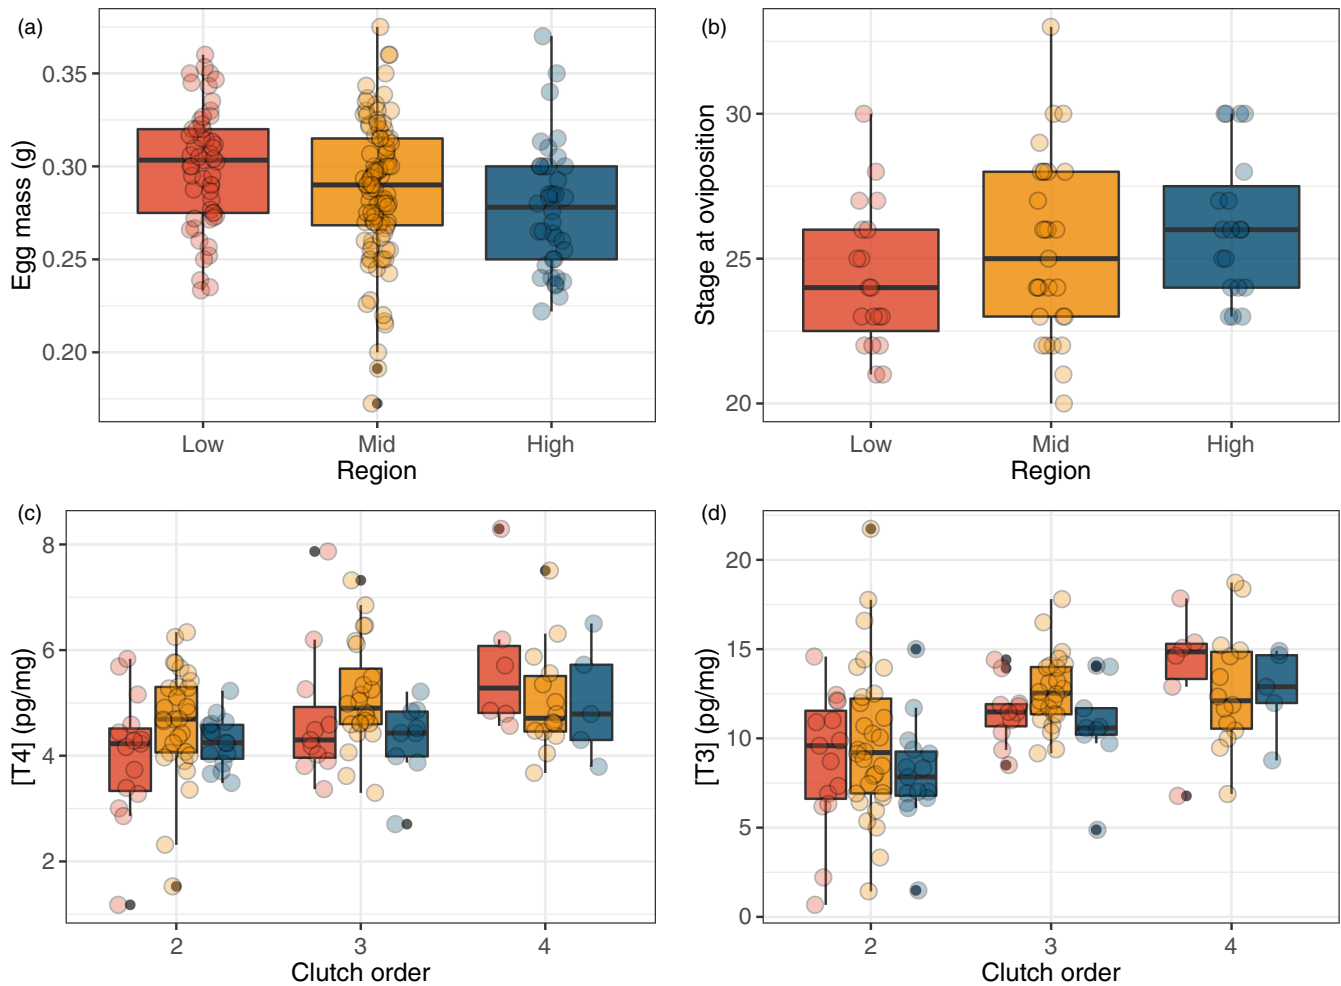 (a)
Egg mass (g)
0.35
0.30
0.25
0.20
Low Mid High
Region
(b)
Stage at oviposition
30
25
20
Low Mid High
Region
(c)
[T4] (pg/mg)
8
6
4
2
2 3 4
Clutch order
(d)
[T3] (pg/mg)
20
15
10
5
0
2 3 4
Clutch order